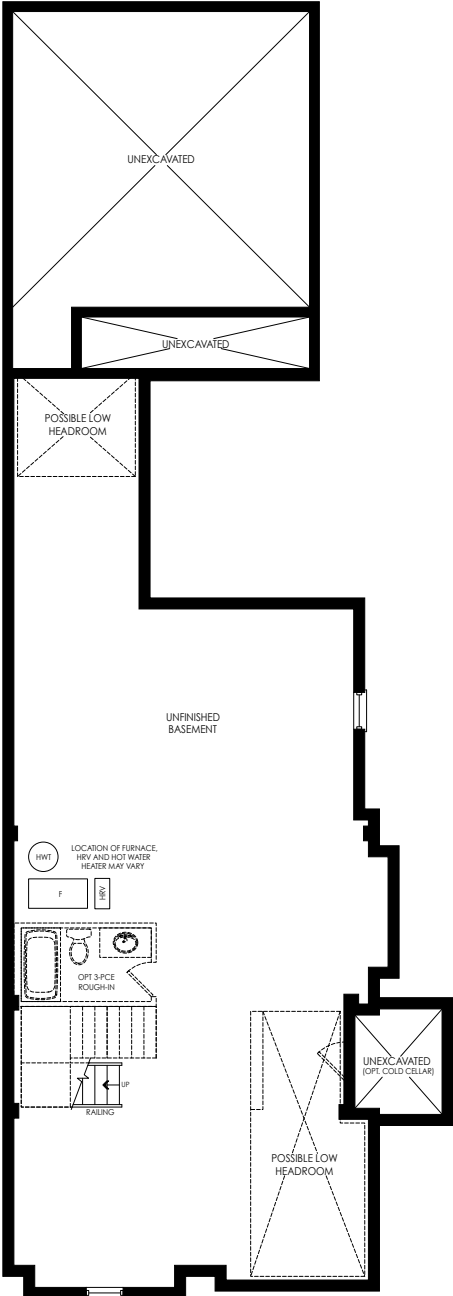 UNEXCAVATED
UNEXCAVATED
POSSIBLE LOW
HEADROOM
UNFINISHED
BASEMENT
HWT
LOCATION OF FURNACE,
HRV AND HOT WATER
HEATER MAY VARY
F
HRV
OPT 3-PCE
ROUGH-IN
UNEXCAVATED
(OPT. COLD CELLAR)
UP
RAILING
POSSIBLE LOW
HEADROOM